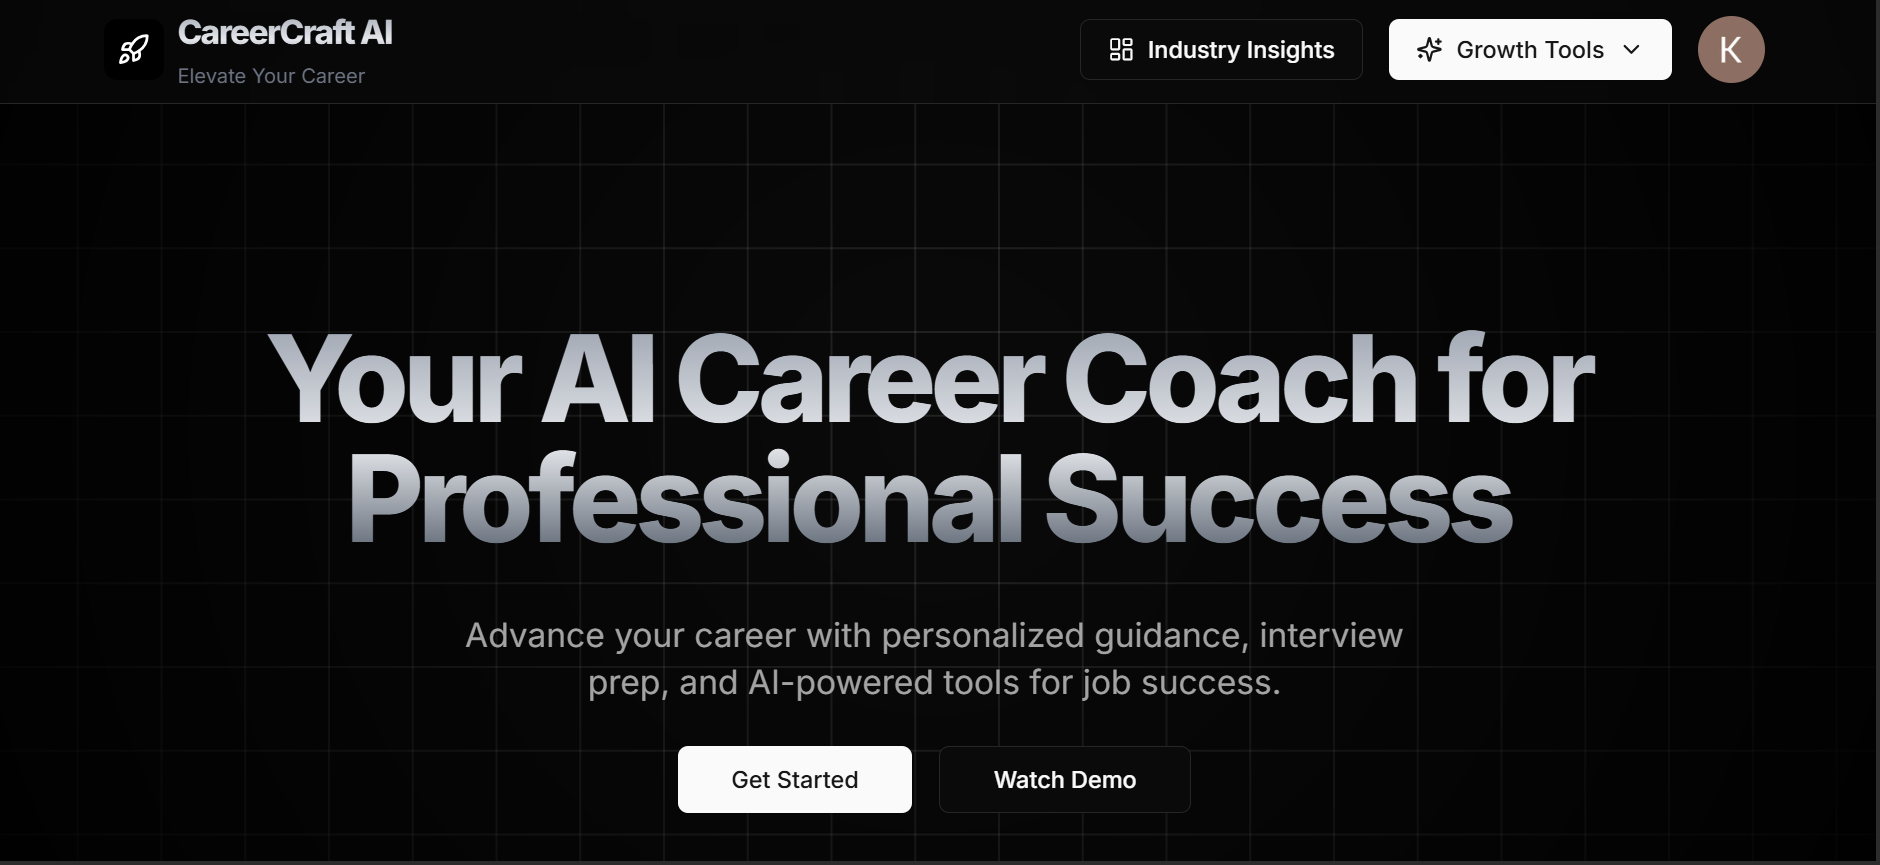 CareerCraft AI
Elevate Your Career
Industry Insights
Growth Tools
K
Your AI Career Coach for
Professional Success
Advance your career with personalized guidance, interview
prep, and AI-powered tools for job success.
Get Started
Watch Demo